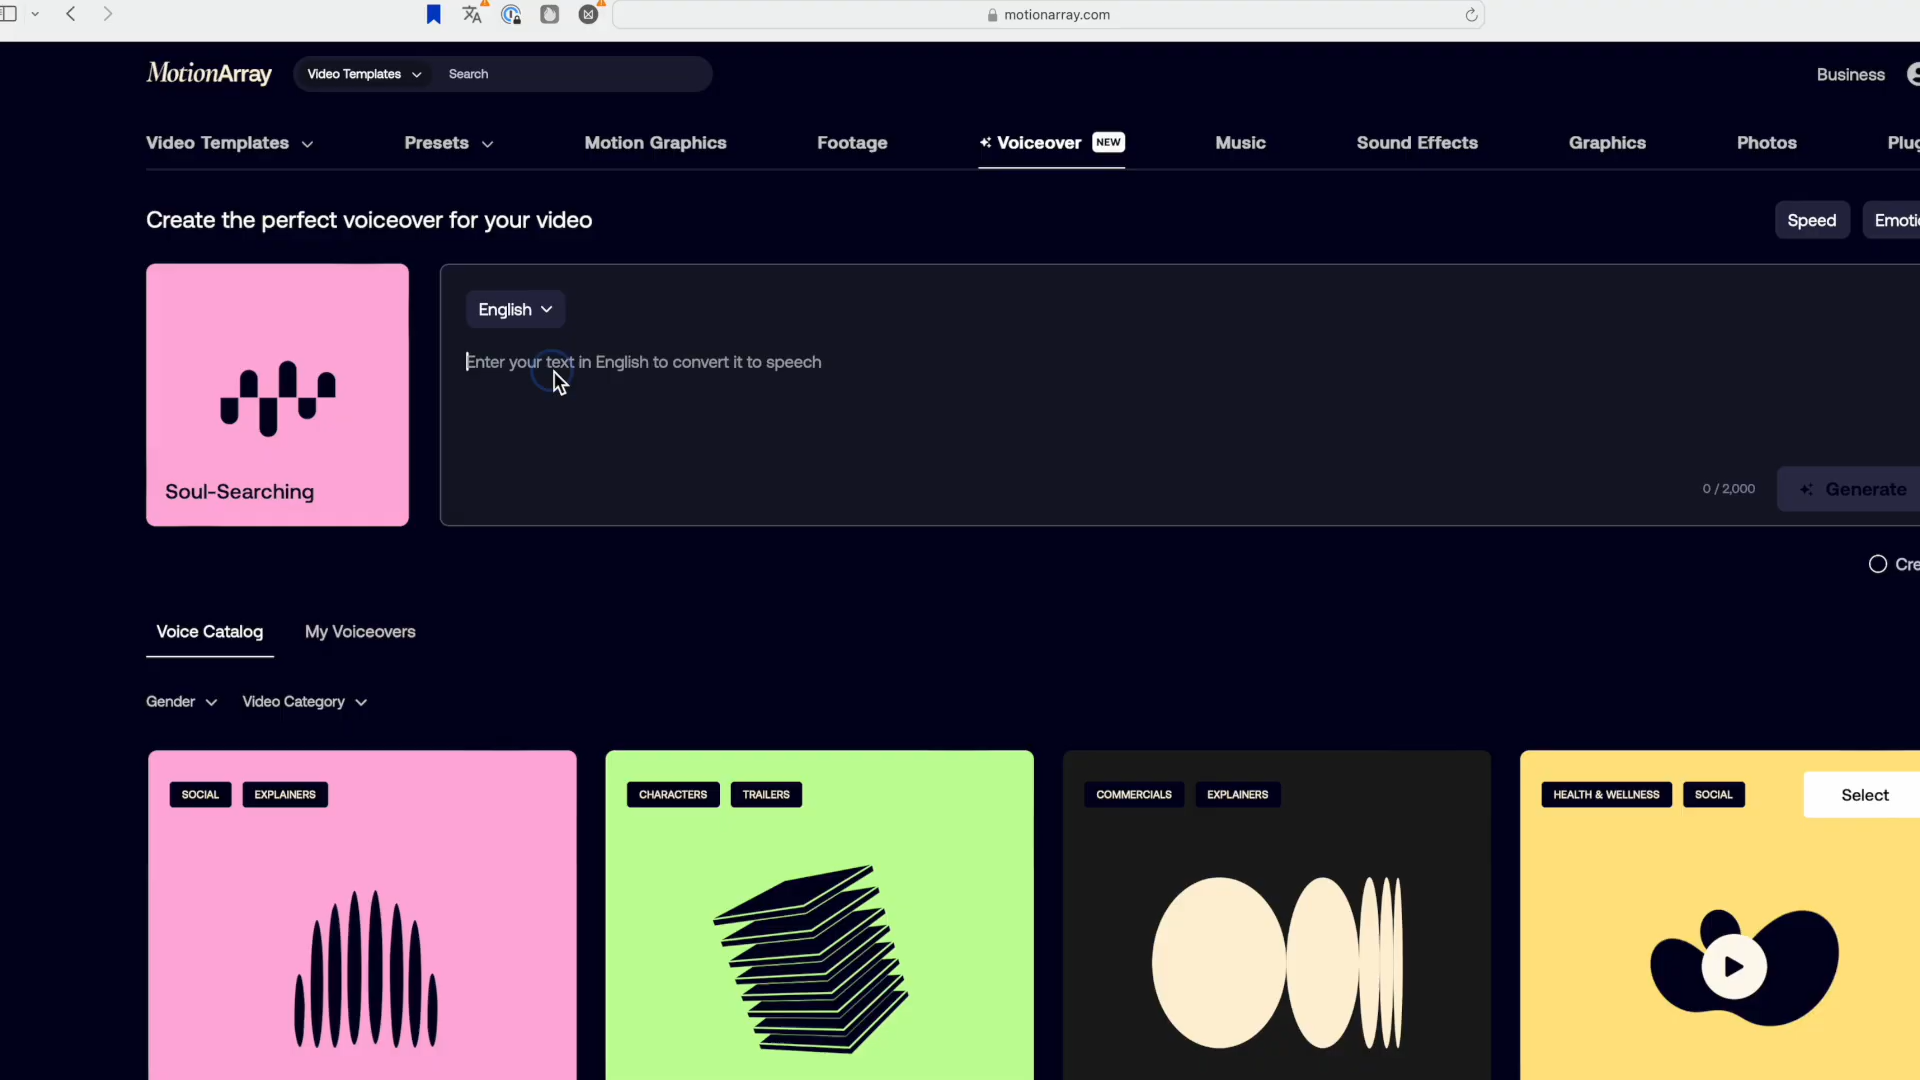 motionarray.com
MotionArray
Video Templates
Search
Business
Video Templates
Presets
Motion Graphics
Footage
Voiceover NEW
Music
Sound Effects
Graphics
Photos
Plug
Create the perfect voiceover for your video
Speed
Emoti
Soul-Searching
English
Enter your text in English to convert it to speech
0 / 2,000
Generate
Cre
Voice Catalog
My Voiceovers
Gender
Video Category
SOCIAL
EXPLAINERS
CHARACTERS
TRAILERS
COMMERCIALS
EXPLAINERS
HEALTH & WELLNESS
SOCIAL
Select